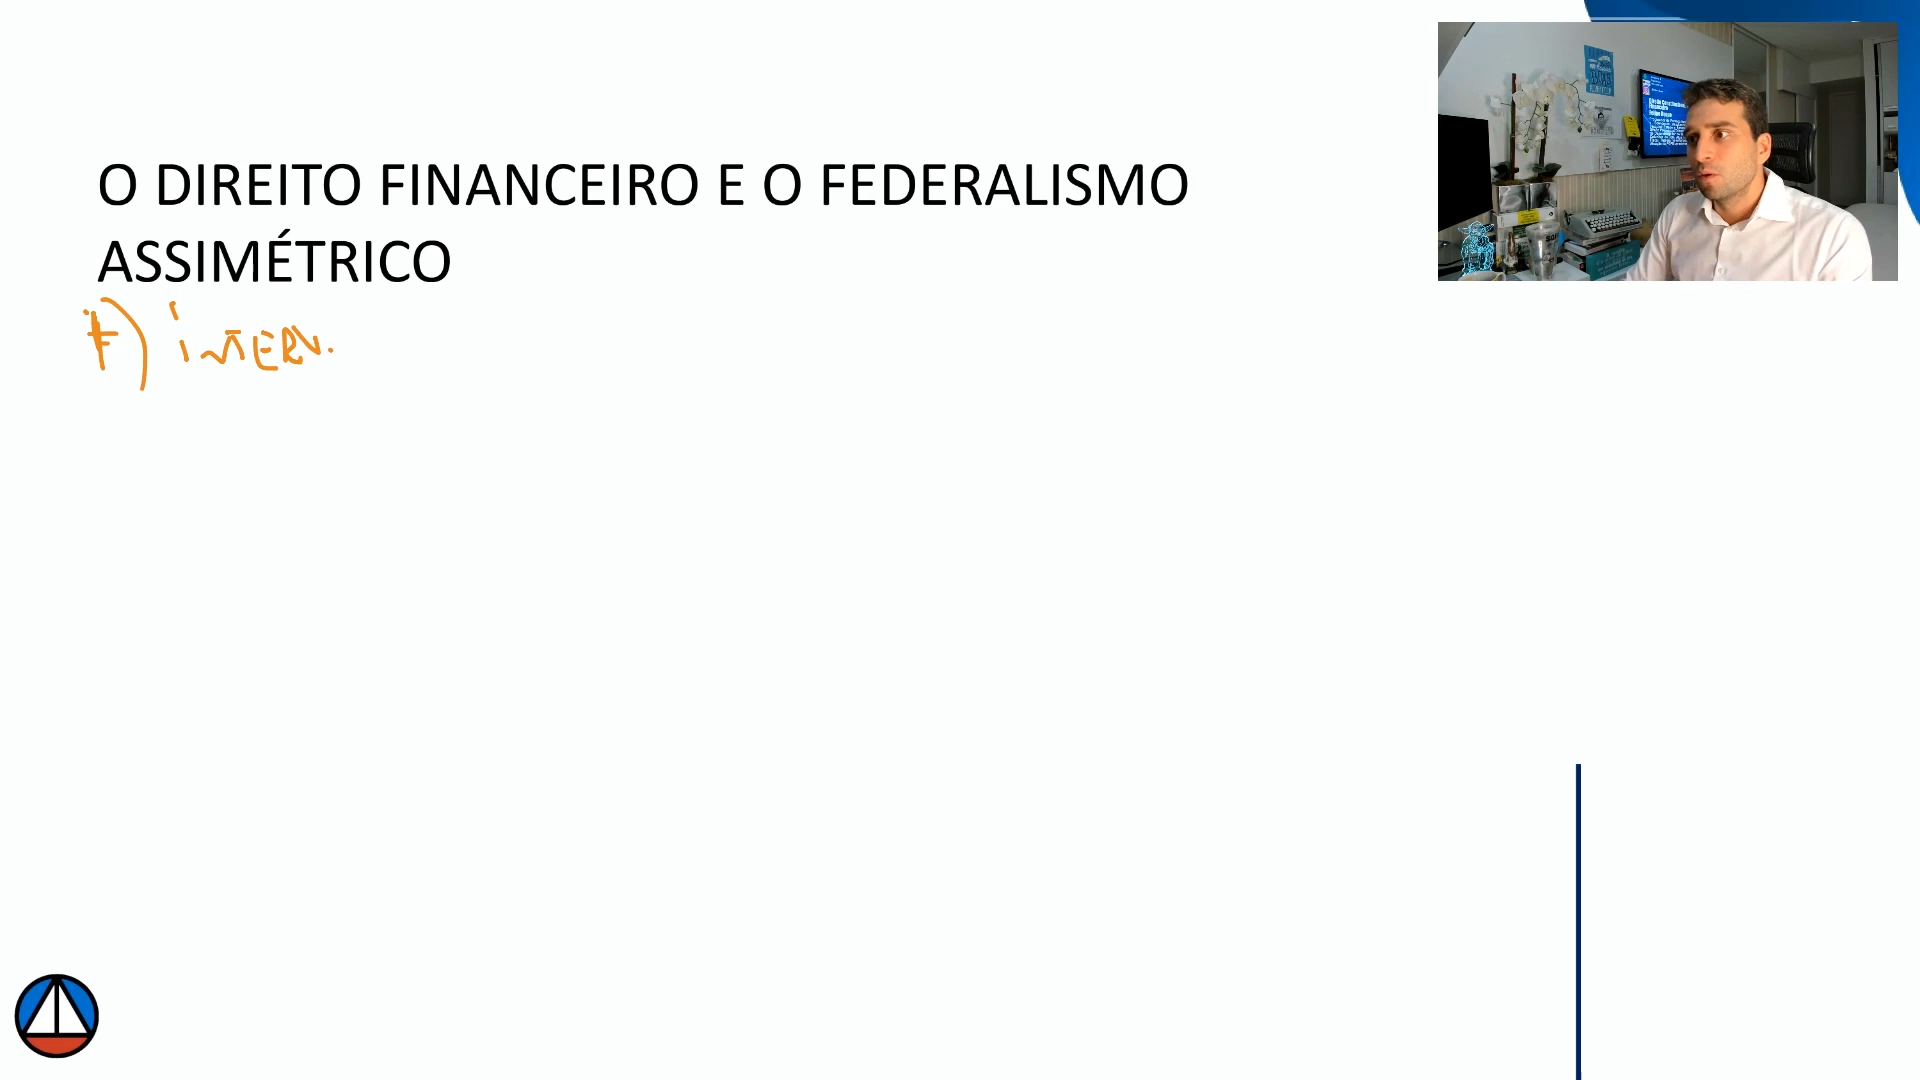 O DIREITO FINANCEIRO E O FEDERALISMO
ASSIMÉTRICO
F) INTERV.